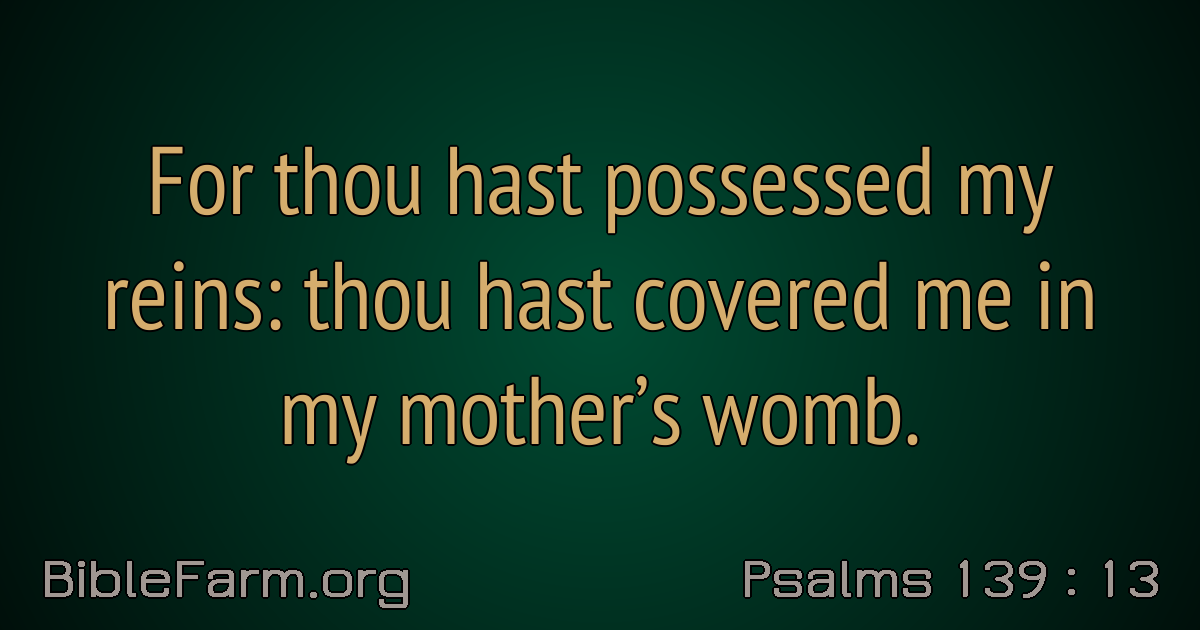 For thou hast possessed my
reins: thou hast covered me in
my mother’s womb.
BibleFarm.org
Psalms 139 : 13